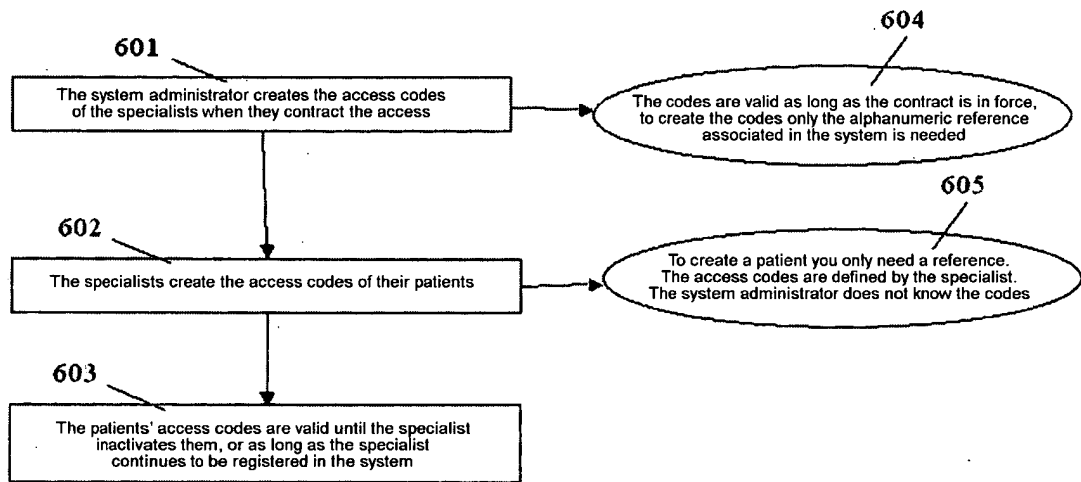 601
The system administrator creates the access codes
of the specialists when they contract the access
604
The codes are valid as long as the contract is in force,
to create the codes only the alphanumeric reference
associated in the system is needed
602
The specialists create the access codes of their patients
605
To create a patient you only need a reference.
The access codes are defined by the specialist.
The system administrator does not know the codes
603
The patients' access codes are valid until the specialist
inactivates them, or as long as the specialist
continues to be registered in the system